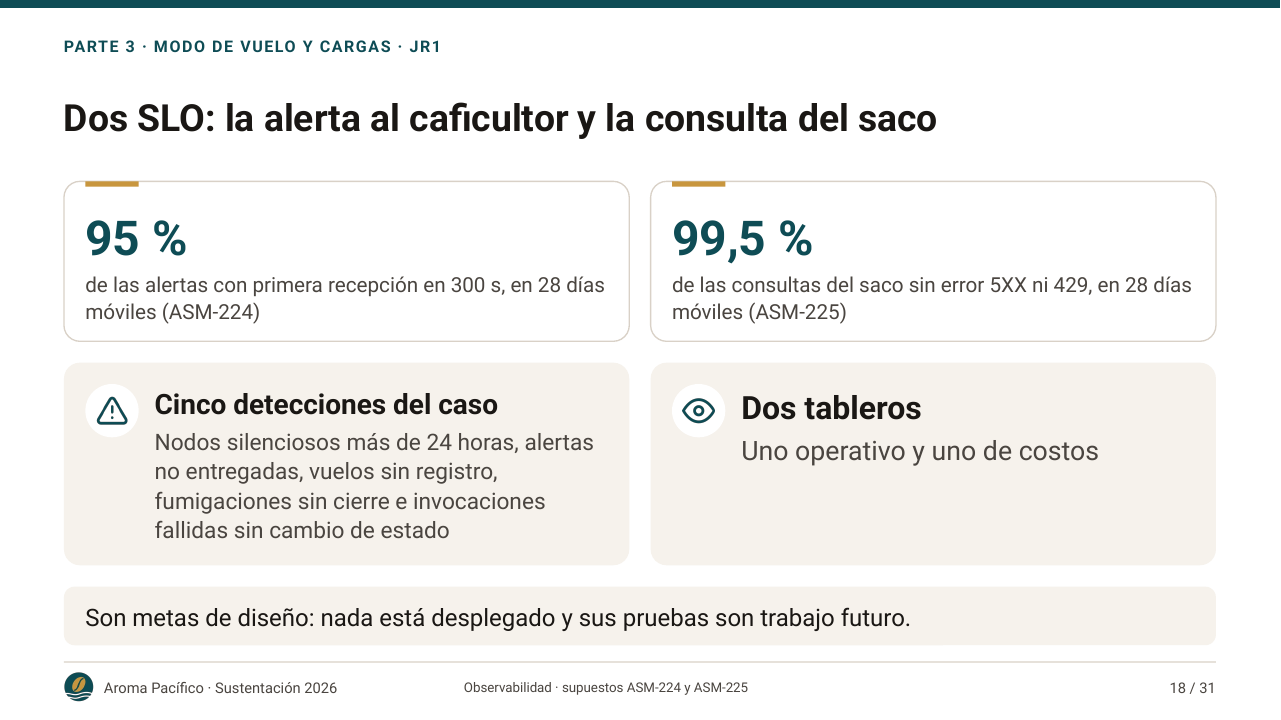 PARTE 3 · MODO DE VUELO Y CARGAS · JR1
Dos SLO: la alerta al caficultor y la consulta del saco
95 %
de las alertas con primera recepción en 300 s, en 28 días
móviles (ASM-224)
99,5 %
de las consultas del saco sin error 5XX ni 429, en 28 días
móviles (ASM-225)
Cinco detecciones del caso
Nodos silenciosos más de 24 horas, alertas
no entregadas, vuelos sin registro,
fumigaciones sin cierre e invocaciones
fallidas sin cambio de estado
Dos tableros
Uno operativo y uno de costos
Son metas de diseño: nada está desplegado y sus pruebas son trabajo futuro.
Aroma Pacífico · Sustentación 2026
Observabilidad · supuestos ASM-224 y ASM-225
18 / 31